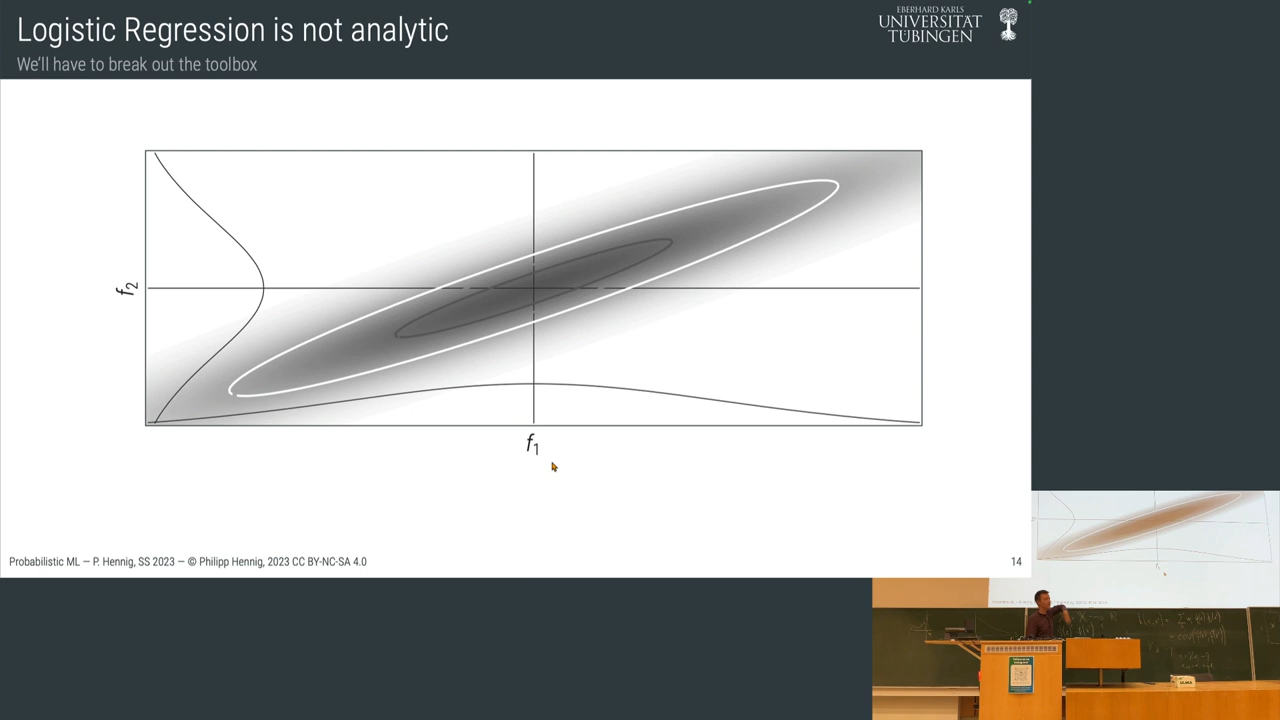 Logistic Regression is not analytic
We'll have to break out the toolbox
EBERHARD KARLS
UNIVERSITÄT
TÜBINGEN
f2
f1
Probabilistic ML — P. Hennig, SS 2023 — © Philipp Hennig, 2023 CC BY-NC-SA 4.0
14